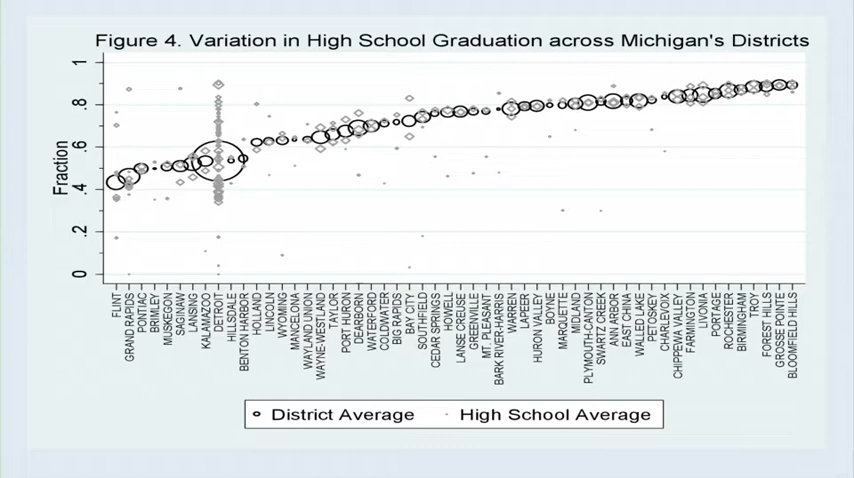 Figure 4. Variation in High School Graduation across Michigan's Districts
Fraction
1
.8
.6
.4
.2
0
FLINT
GRAND RAPIDS
PONTIAC
BRIMLEY
MUSKEGON
SAGINAW
LANSING
KALAMAZOO
DETROIT
HILLSDALE
BENTON HARBOR
HOLLAND
LINCOLN
WYOMING
MANCELONA
WAYLAND UNION
WAYNE-WESTLAND
TAYLOR
PORT HURON
DEARBORN
WATERFORD
COLDWATER
BIG RAPIDS
BAY CITY
SOUTHFIELD
CEDAR SPRINGS
HOWELL
LANSE CREUSE
GREENVILLE
MT. PLEASANT
BARK RIVER-HARRIS
WARREN
LAPEER
HURON VALLEY
BOYNE
MARQUETTE
MIDLAND
PLYMOUTH-CANTON
SWARTZ CREEK
ANN ARBOR
EAST CHINA
WALLED LAKE
PETOSKEY
CHARLEVOIX
CHIPPEWA VALLEY
FARMINGTON
LIVONIA
PORTAGE
ROCHESTER
BIRMINGHAM
TROY
FOREST HILLS
GROSSE POINTE
BLOOMFIELD HILLS
District Average
High School Average